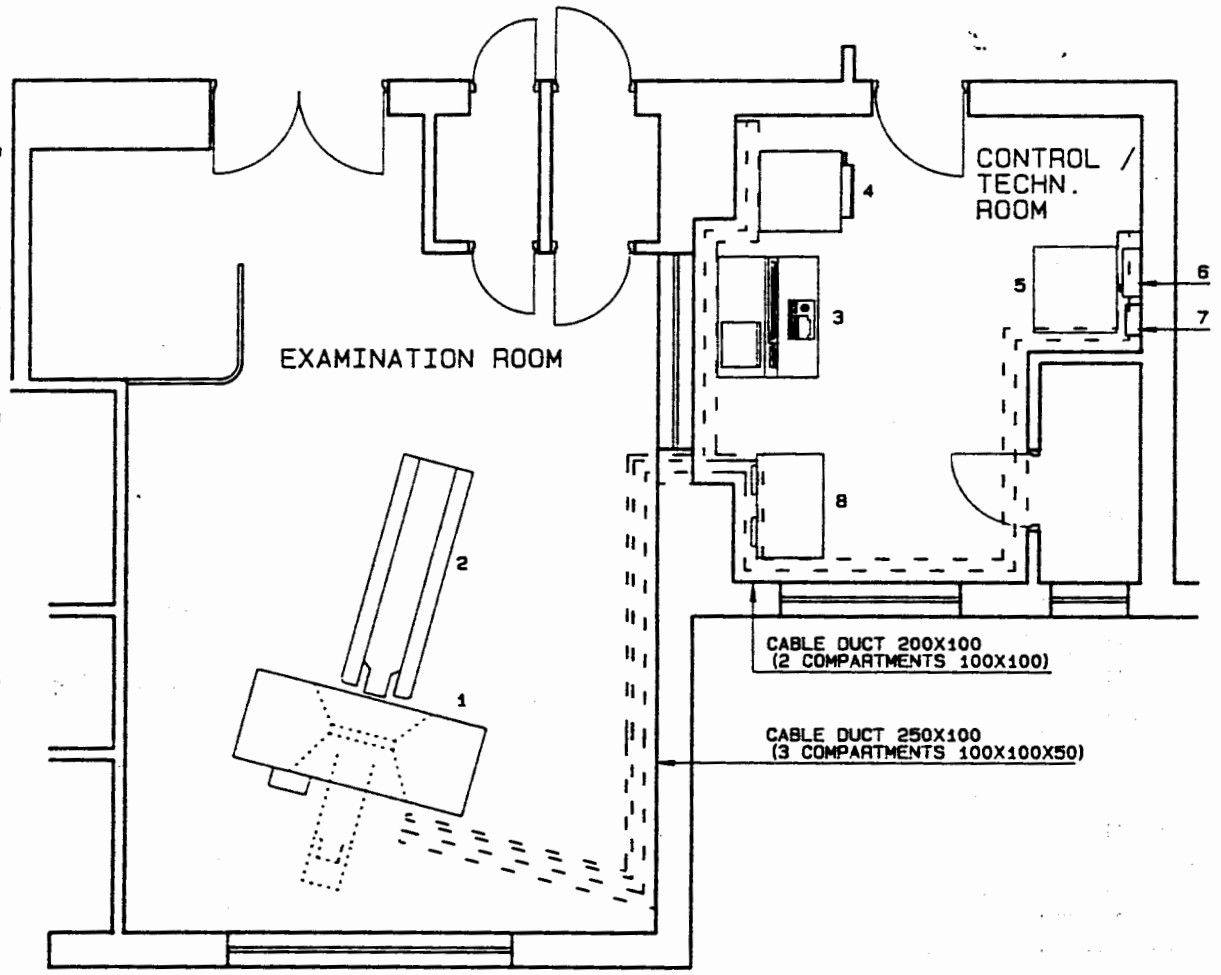 CONTROL /
TECHN.
ROOM
4
6
5
7
3
EXAMINATION ROOM
8
2
CABLE DUCT 200X100
(2 COMPARTMENTS 100X100)
1
CABLE DUCT 250X100
(3 COMPARTMENTS 100X100X50)